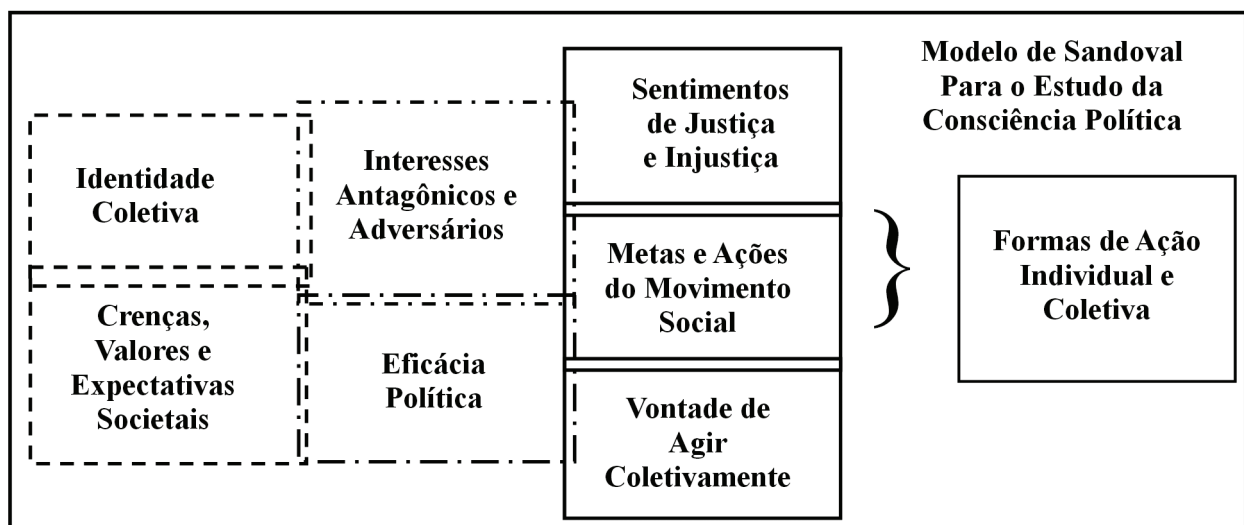 Identidade
Coletiva
Crenças,
Valores e
Expectativas
Societais
Interesses
Antagônicos e
Adversários
Eficácia
Política
Sentimentos
de Justiça
e Injustiça
Metas e Ações
do Movimento
Social
Vontade de
Agir
Coletivamente
}
Modelo de Sandoval
Para o Estudo da
Consciência Política
Formas de Ação
Individual e
Coletiva